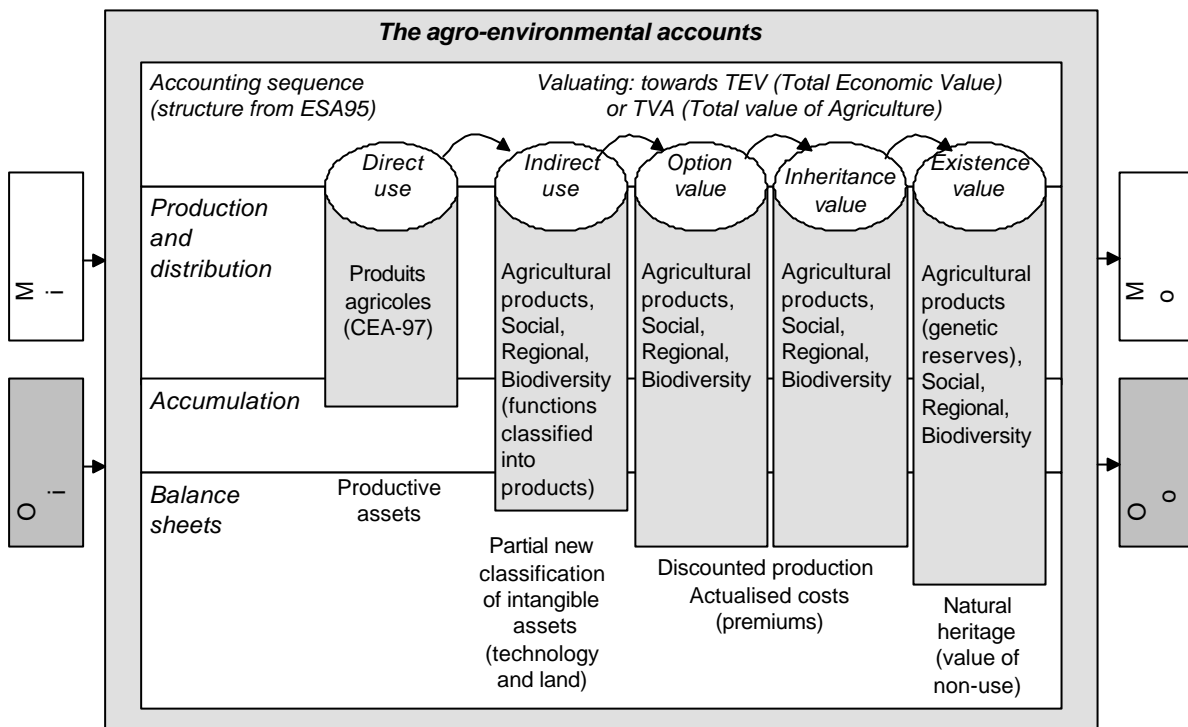 The agro-environmental accounts
Accounting sequence
(structure from ESA95)
Valuating: towards TEV (Total Economic Value)
or TVA (Total value of Agriculture)
Direct
use
Indirect
use
Option
value
Inheritance
value
Existence
value
M i
O i
Production
and
distribution
Produits
agricoles
(CEA-97)
Agricultural
products,
Social,
Regional,
Biodiversity
(functions
classified
into
products)
Agricultural
products,
Social,
Regional,
Biodiversity
Agricultural
products,
Social,
Regional,
Biodiversity
Agricultural
products
(genetic
reserves),
Social,
Regional,
Biodiversity
Accumulation
Balance
sheets
Productive
assets
Partial new
classification
of intangible
assets
(technology
and land)
Discounted production
Actualised costs
(premiums)
Natural
heritage
(value of
non-use)
M o
O o